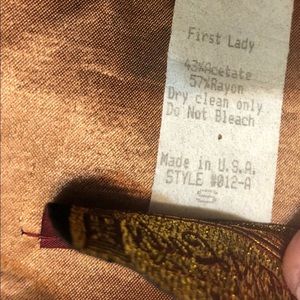 First Lady
43%Acetate
57%Rayon
Dry clean only
Do Not Bleach
Made in U.S.A.
STYLE #012-A
S